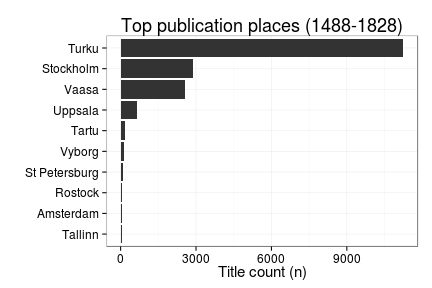 Top publication places (1488-1828)
Turku
Stockholm
Vaasa
Uppsala
Tartu
Vyborg
St Petersburg
Rostock
Amsterdam
Tallinn
0 3000 6000 9000
Title count (n)